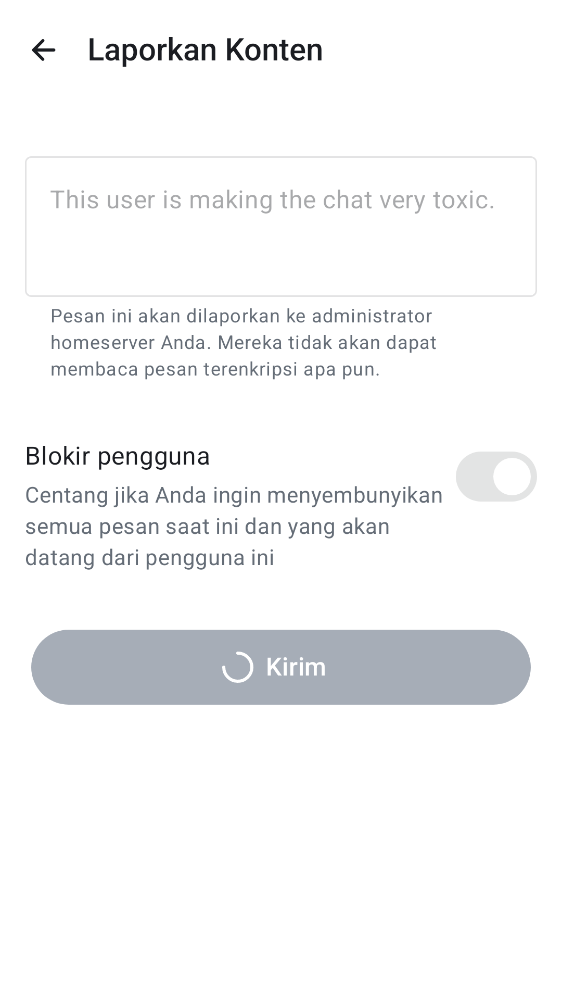 Laporkan Konten
This user is making the chat very toxic.
Pesan ini akan dilaporkan ke administrator
homeserver Anda. Mereka tidak akan dapat
membaca pesan terenkripsi apa pun.
Blokir pengguna
Centang jika Anda ingin menyembunyikan
semua pesan saat ini dan yang akan
datang dari pengguna ini
Kirim